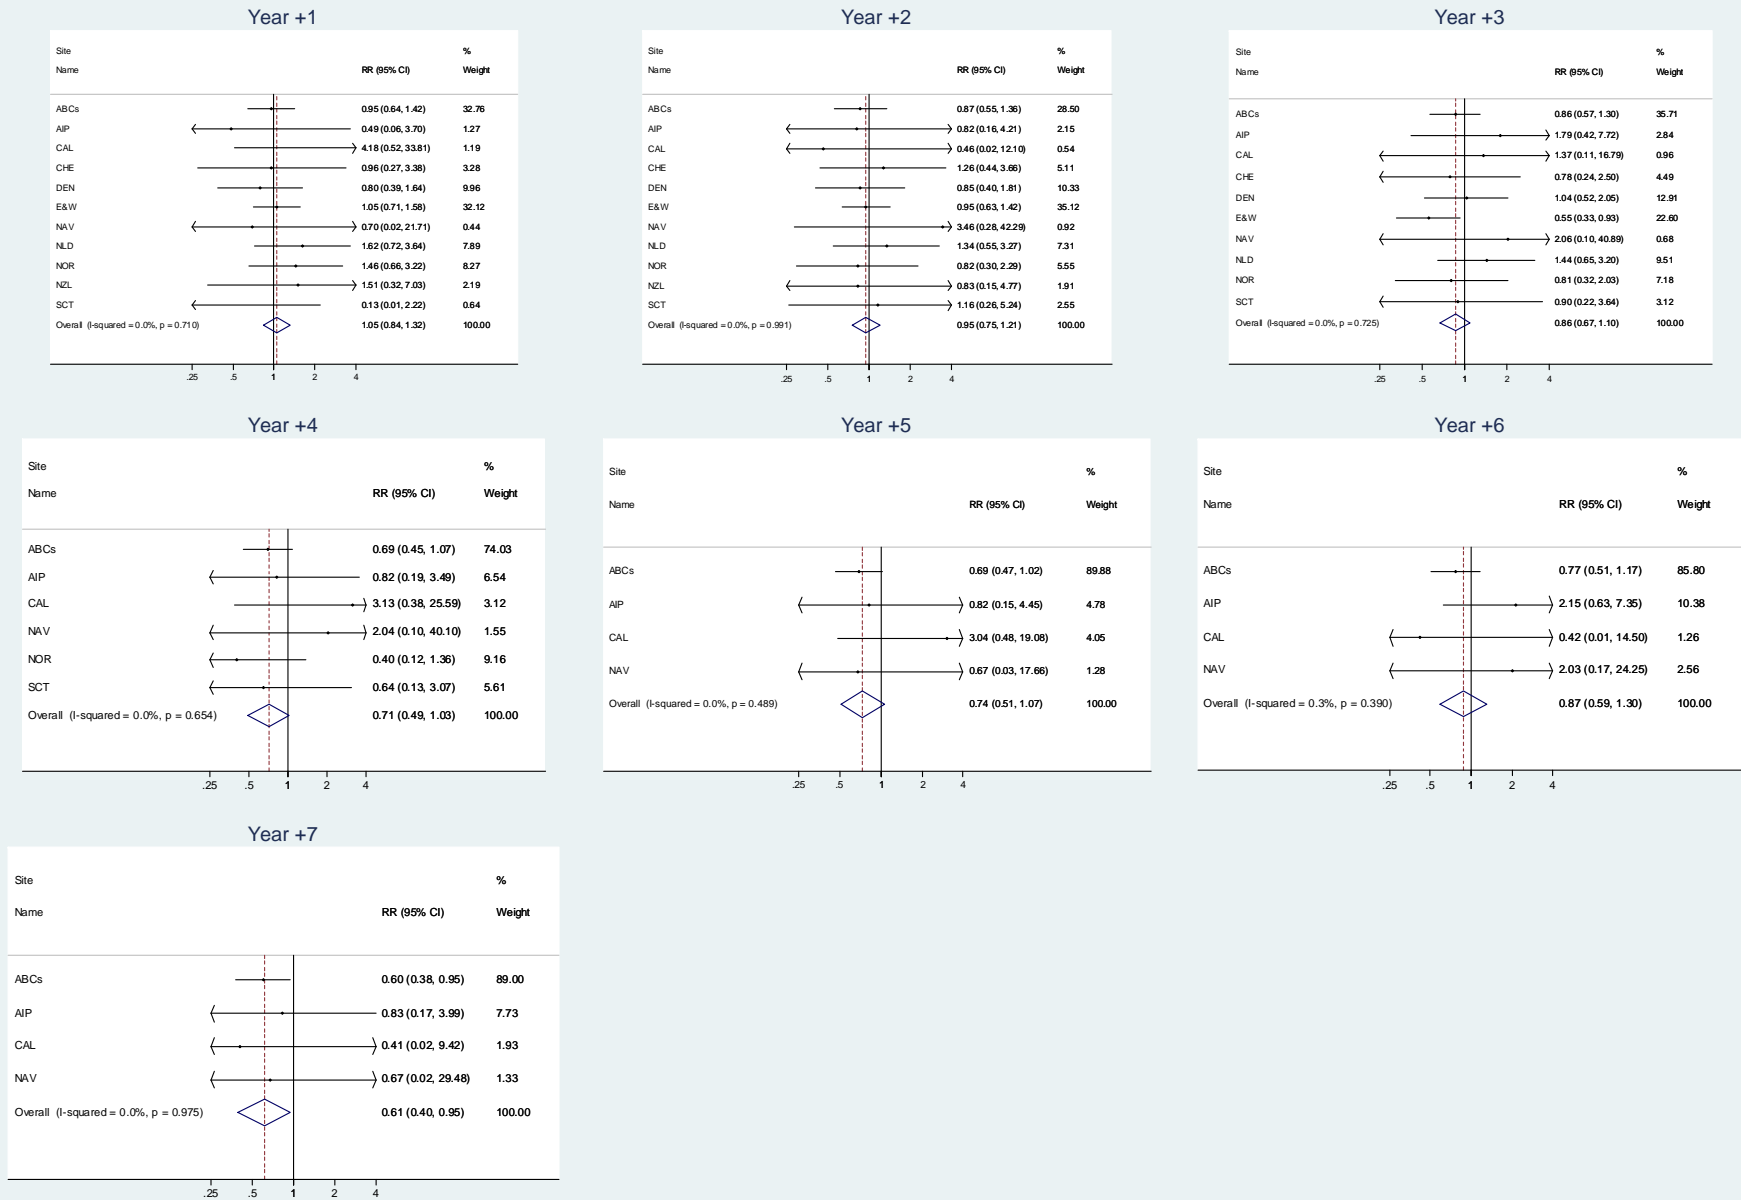 Year +1
Site %
Name RR (95% CI) Weight
ABCs 0.95 (0.64, 1.42) 32.76
AIP 0.49 (0.06, 3.70) 1.27
CAL 4.18 (0.52, 33.81) 1.19
CHE 0.96 (0.27, 3.38) 3.28
DEN 0.80 (0.39, 1.64) 9.96
E&W 1.05 (0.71, 1.58) 32.12
NAV 0.70 (0.02, 21.71) 0.44
NLD 1.62 (0.72, 3.64) 7.89
NOR 1.46 (0.66, 3.22) 8.27
NZL 1.51 (0.32, 7.03) 2.19
SCT 0.13 (0.01, 2.22) 0.64
Overall (I-squared = 0.0%, p = 0.710) 1.05 (0.84, 1.32) 100.00
.25 .5 1 2 4
Year +2
Site %
Name RR (95% CI) Weight
ABCs 0.87 (0.55, 1.36) 28.50
AIP 0.82 (0.16, 4.21) 2.15
CAL 0.46 (0.02, 12.10) 0.54
CHE 1.26 (0.44, 3.66) 5.11
DEN 0.85 (0.40, 1.81) 10.33
E&W 0.95 (0.63, 1.42) 35.12
NAV 3.46 (0.28, 42.29) 0.92
NLD 1.34 (0.55, 3.27) 7.31
NOR 0.82 (0.30, 2.29) 5.55
NZL 0.83 (0.15, 4.77) 1.91
SCT 1.16 (0.26, 5.24) 2.55
Overall (I-squared = 0.0%, p = 0.991) 0.95 (0.75, 1.21) 100.00
.25 .5 1 2 4
Year +3
Site %
Name RR (95% CI) Weight
ABCs 0.86 (0.57, 1.30) 35.71
AIP 1.79 (0.42, 7.72) 2.84
CAL 1.37 (0.11, 16.79) 0.96
CHE 0.78 (0.24, 2.50) 4.49
DEN 1.04 (0.52, 2.05) 12.91
E&W 0.55 (0.33, 0.93) 22.60
NAV 2.06 (0.10, 40.89) 0.68
NLD 1.44 (0.65, 3.20) 9.51
NOR 0.81 (0.32, 2.03) 7.18
SCT 0.90 (0.22, 3.64) 3.12
Overall (I-squared = 0.0%, p = 0.725) 0.86 (0.67, 1.10) 100.00
.25 .5 1 2 4
Year +4
Site %
Name RR (95% CI) Weight
ABCs 0.69 (0.45, 1.07) 74.03
AIP 0.82 (0.19, 3.49) 6.54
CAL 3.13 (0.38, 25.59) 3.12
NAV 2.04 (0.10, 40.10) 1.55
NOR 0.40 (0.12, 1.36) 9.16
SCT 0.64 (0.13, 3.07) 5.61
Overall (I-squared = 0.0%, p = 0.654) 0.71 (0.49, 1.03) 100.00
.25 .5 1 2 4
Year +5
Site %
Name RR (95% CI) Weight
ABCs 0.69 (0.47, 1.02) 89.88
AIP 0.82 (0.15, 4.45) 4.78
CAL 3.04 (0.48, 19.08) 4.05
NAV 0.67 (0.03, 17.66) 1.28
Overall (I-squared = 0.0%, p = 0.489) 0.74 (0.51, 1.07) 100.00
.25 .5 1 2 4
Year +6
Site %
Name RR (95% CI) Weight
ABCs 0.77 (0.51, 1.17) 85.80
AIP 2.15 (0.63, 7.35) 10.38
CAL 0.42 (0.01, 14.50) 1.26
NAV 2.03 (0.17, 24.25) 2.56
Overall (I-squared = 0.3%, p = 0.390) 0.87 (0.59, 1.30) 100.00
.25 .5 1 2 4
Year +7
Site %
Name RR (95% CI) Weight
ABCs 0.60 (0.38, 0.95) 89.00
AIP 0.83 (0.17, 3.99) 7.73
CAL 0.41 (0.02, 9.42) 1.93
NAV 0.67 (0.02, 29.48) 1.33
Overall (I-squared = 0.0%, p = 0.975) 0.61 (0.40, 0.95) 100.00
.25 .5 1 2 4